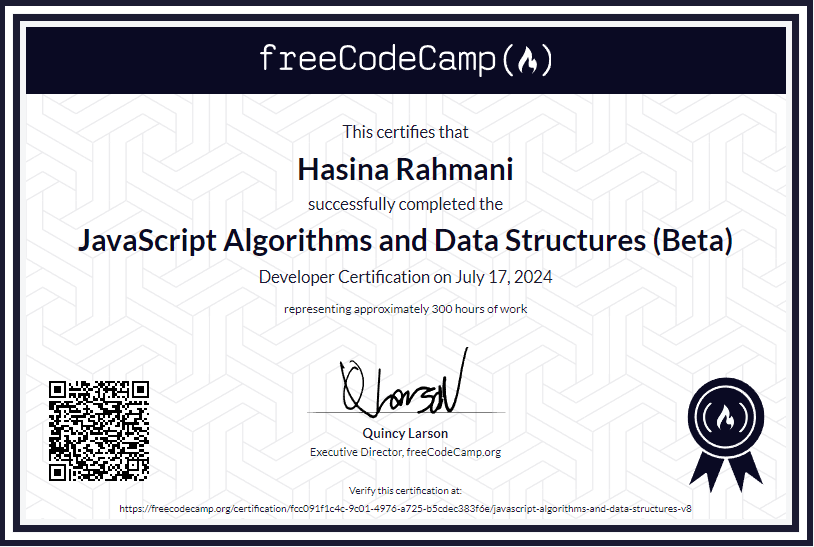 freeCodeCamp
This certifies that
Hasina Rahmani
successfully completed the
JavaScript Algorithms and Data Structures (Beta)
Developer Certification on July 17, 2024
representing approximately 300 hours of work
Quincy Larson
Executive Director, freeCodeCamp.org
Verify this certification at:
https://freecodecamp.org/certification/fcc091f1c4c-9c01-4976-a725-b5cdec383f6e/javascript-algorithms-and-data-structures-v8